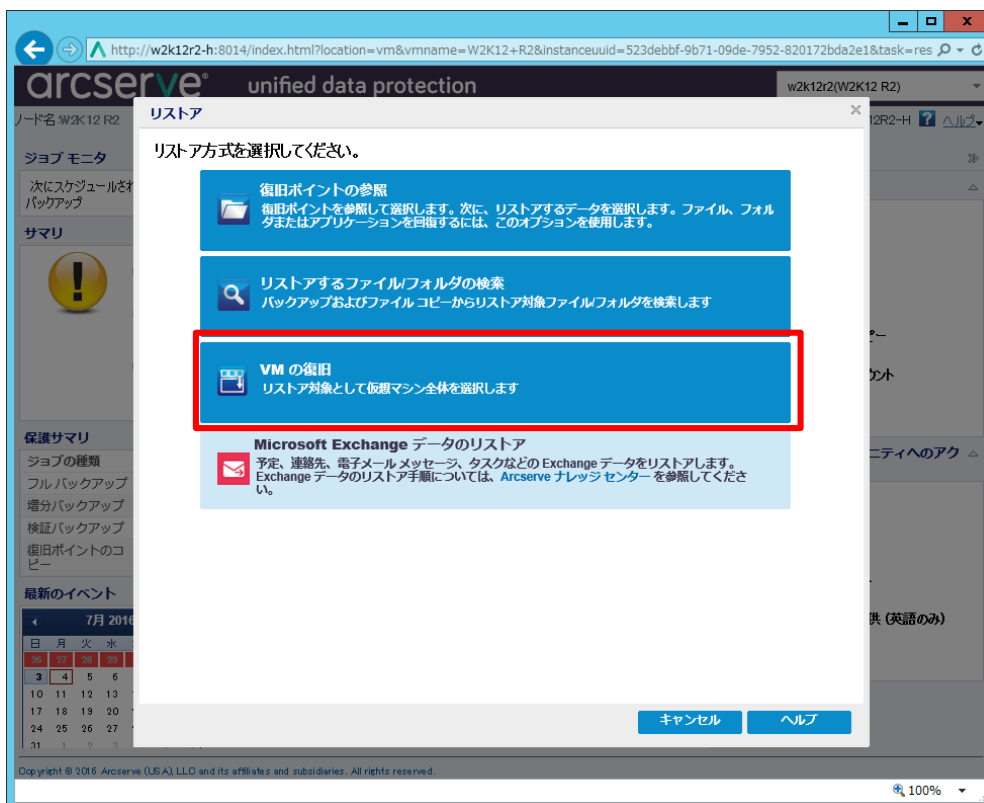 http://w2k12r2-h:8014/index.html?location=vm&vmname=W2K12+R2&instanceuuid=523debbf-9b71-09de-7952-820172bda2e1&task=res
arcserve® unified data protection
w2k12r2(W2K12 R2)
ノード名:W2K12 R2
12R2-H ヘルプ
リストア
リストア方式を選択してください。
ジョブ モニタ
次にスケジュールされ
バックアップ
サマリ
復旧ポイントの参照
復旧ポイントを参照して選択します。次に、リストアするデータを選択します。ファイル、フォル
ダまたはアプリケーションを回復するには、このオプションを使用します。
リストアするファイル/フォルダの検索
バックアップおよびファイル コピーからリストア対象ファイル/フォルダを検索します
VM の復旧
リストア対象として仮想マシン全体を選択します
Microsoft Exchange データのリストア
予定、連絡先、電子メール メッセージ、タスクなどの Exchange データをリストアします。
Exchange データのリストア手順については、Arcserve ナレッジ センター を参照してくださ
い。
ピー
ウント
ニティへのアク
供 (英語のみ)
保護サマリ
ジョブの種類
フル バックアップ
増分バックアップ
検証バックアップ
復旧ポイントのコ
ピー
最新のイベント
7月 2016
日 月 火 水
26 27 28 29
3 4 5 6
10 11 12 13
17 18 19 20
24 25 26 27
31 1 2 3
キャンセル ヘルプ
Copyright © 2016 Arcserve (USA), LLC and its affiliates and subsidiaries. All rights reserved.
100%